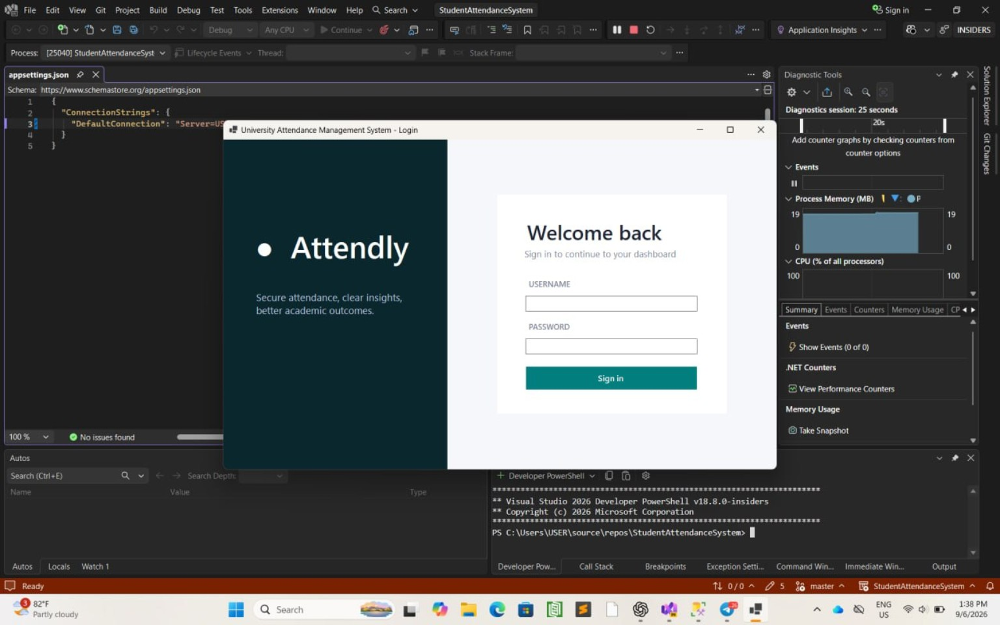 File Edit View Git Project Build Debug Test Tools Extensions Window Help Search StudentAttendanceSystem Sign in
Debug Any CPU Continue Application Insights INSIDERS
Process: [25040] StudentAttendanceSyst Lifecycle Events Thread: Stack Frame:
appsettings.json
Schema: https://www.schemastore.org/appsettings.json
1 {
2 "ConnectionStrings": {
3 "DefaultConnection": "Server=US
4 }
5 }
100 % No issues found
University Attendance Management System - Login
Attendly
Secure attendance, clear insights,
better academic outcomes.
Welcome back
Sign in to continue to your dashboard
USERNAME
PASSWORD
Sign in
Diagnostic Tools
Diagnostics session: 25 seconds
20s
Add counter graphs by checking counters from
counter options
Events
Process Memory (MB) P
19 19
0 0
CPU (% of all processors)
100 100
Summary Events Counters Memory Usage CP
Events
Show Events (0 of 0)
.NET Counters
View Performance Counters
Memory Usage
Take Snapshot
Solution Explorer
Git Changes
Autos
Search (Ctrl+E) Search Depth:
Name Value Type
Autos Locals Watch 1
Developer PowerShell
**********************************************************************
** Visual Studio 2026 Developer PowerShell v18.8.0-insiders
** Copyright (c) 2026 Microsoft Corporation
**********************************************************************
PS C:\Users\USER\source\repos\StudentAttendanceSystem>
Developer Pow... Call Stack Breakpoints Exception Setti... Command Win... Immediate Win... Output
Ready 0 / 0 5 master StudentAttendanceSystem
3 82°F
Partly cloudy
Search
ENG
US
1:38 PM
9/6/2026